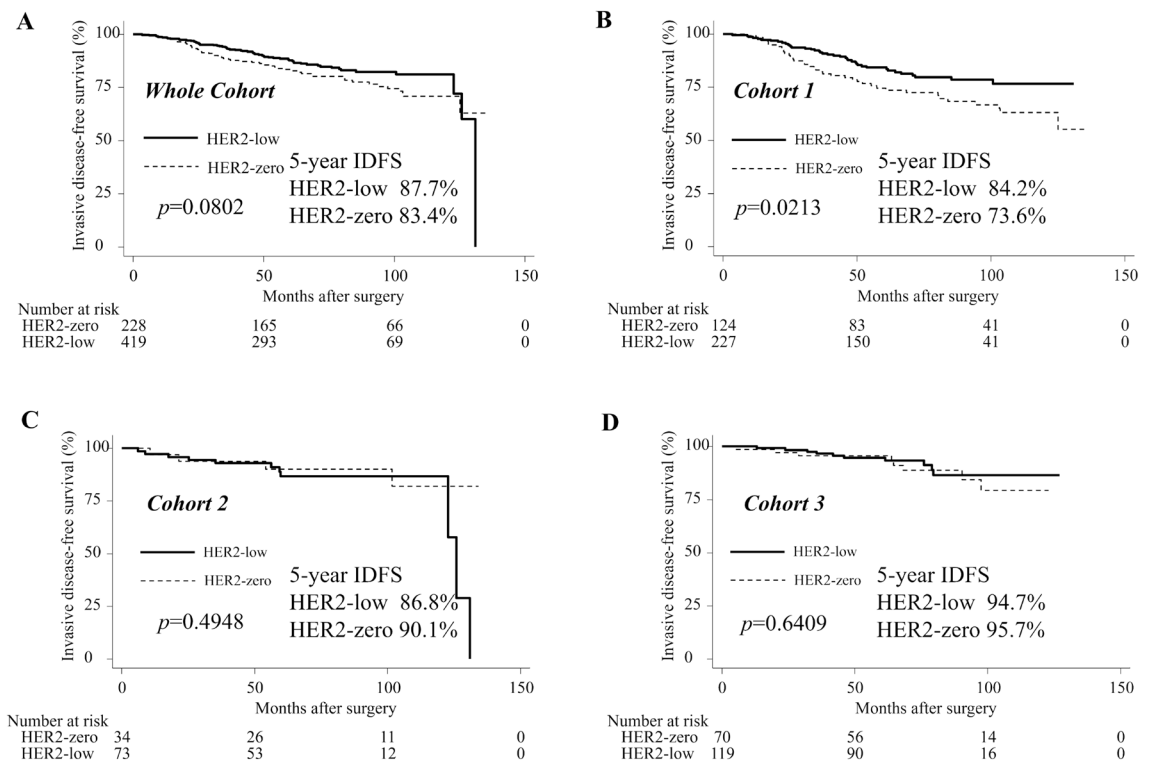 A
Invasive disease-free survival (%)
100
75
50
25
0
Whole Cohort
HER2-low
HER2-zero
p=0.0802
5-year IDFS
HER2-low 87.7%
HER2-zero 83.4%
0 50 100 150
Months after surgery
Number at risk
HER2-zero 228 165 66 0
HER2-low 419 293 69 0
B
Invasive disease-free survival (%)
100
75
50
25
0
Cohort 1
HER2-low
HER2-zero
p=0.0213
5-year IDFS
HER2-low 84.2%
HER2-zero 73.6%
0 50 100 150
Months after surgery
Number at risk
HER2-zero 124 83 41 0
HER2-low 227 150 41 0
C
Invasive disease-free survival (%)
100
75
50
25
0
Cohort 2
HER2-low
HER2-zero
p=0.4948
5-year IDFS
HER2-low 86.8%
HER2-zero 90.1%
0 50 100 150
Months after surgery
Number at risk
HER2-zero 34 26 11 0
HER2-low 73 53 12 0
D
Invasive disease-free survival (%)
100
75
50
25
0
Cohort 3
HER2-low
HER2-zero
p=0.6409
5-year IDFS
HER2-low 94.7%
HER2-zero 95.7%
0 50 100 150
Months after surgery
Number at risk
HER2-zero 70 56 14 0
HER2-low 119 90 16 0